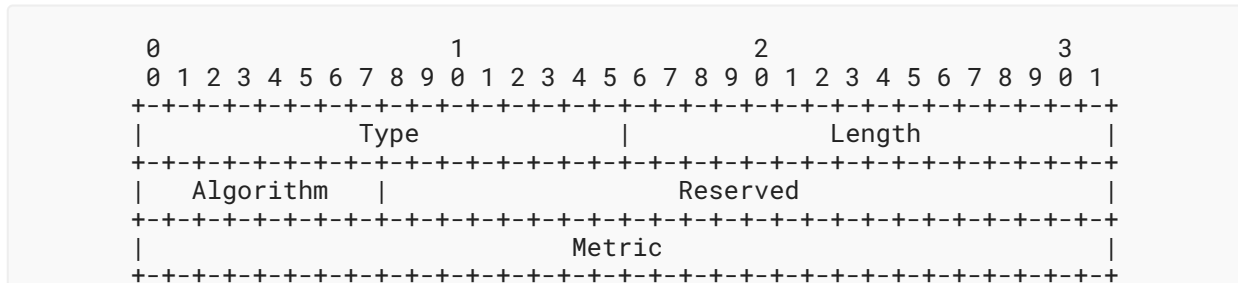 0                   1                   2                   3
 0 1 2 3 4 5 6 7 8 9 0 1 2 3 4 5 6 7 8 9 0 1 2 3 4 5 6 7 8 9 0 1
+-+-+-+-+-+-+-+-+-+-+-+-+-+-+-+-+-+-+-+-+-+-+-+-+-+-+-+-+-+-+-+-+
|              Type             |             Length            |
+-+-+-+-+-+-+-+-+-+-+-+-+-+-+-+-+-+-+-+-+-+-+-+-+-+-+-+-+-+-+-+-+
|   Algorithm   |                   Reserved                    |
+-+-+-+-+-+-+-+-+-+-+-+-+-+-+-+-+-+-+-+-+-+-+-+-+-+-+-+-+-+-+-+-+
|                            Metric                             |
+-+-+-+-+-+-+-+-+-+-+-+-+-+-+-+-+-+-+-+-+-+-+-+-+-+-+-+-+-+-+-+-+